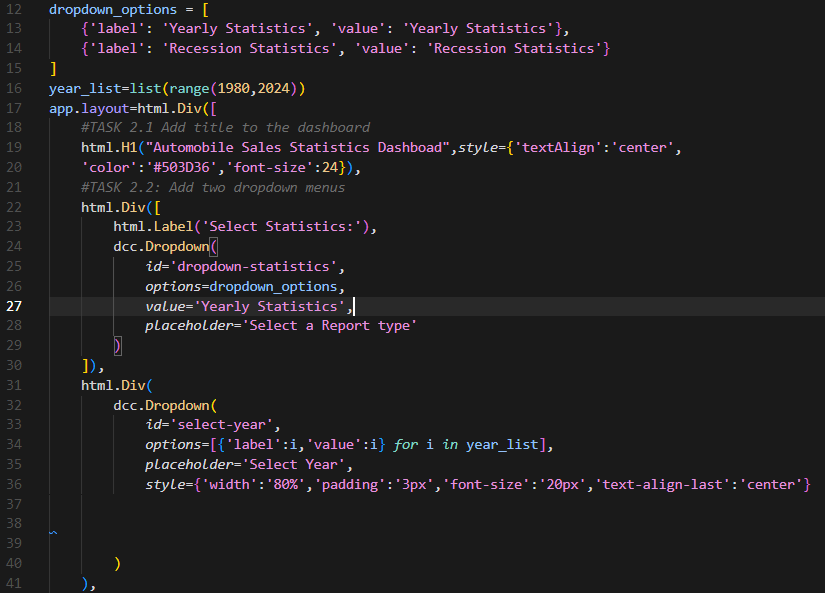 12 dropdown_options = [
13     {'label': 'Yearly Statistics', 'value': 'Yearly Statistics'},
14     {'label': 'Recession Statistics', 'value': 'Recession Statistics'}
15 ]
16 year_list=list(range(1980,2024))
17 app.layout=html.Div([
18     #TASK 2.1 Add title to the dashboard
19     html.H1("Automobile Sales Statistics Dashboad",style={'textAlign':'center',
20     'color':'#503D36','font-size':24}),
21     #TASK 2.2: Add two dropdown menus
22     html.Div([
23         html.Label('Select Statistics:'),
24         dcc.Dropdown(
25             id='dropdown-statistics',
26             options=dropdown_options,
27             value='Yearly Statistics',
28             placeholder='Select a Report type'
29         )
30     ]),
31     html.Div(
32         dcc.Dropdown(
33             id='select-year',
34             options=[{'label':i,'value':i} for i in year_list],
35             placeholder='Select Year',
36             style={'width':'80%','padding':'3px','font-size':'20px','text-align-last':'center'}
37
38
39
40         )
41     ),